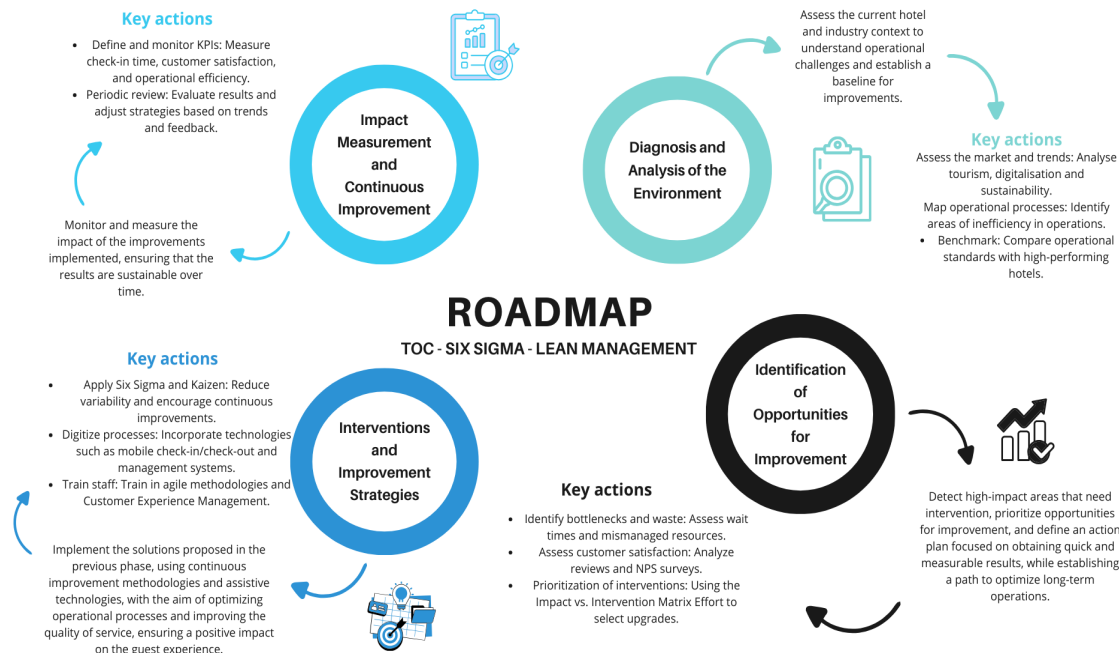 Key actions
• Define and monitor KPIs: Measure
check-in time, customer satisfaction,
and operational efficiency.
• Periodic review: Evaluate results and
adjust strategies based on trends
and feedback.
Impact
Measurement
and
Continuous
Improvement
Monitor and measure the
impact of the improvements
implemented, ensuring that the
results are sustainable over
time.
Diagnosis and
Analysis of the
Environment
Assess the current hotel
and industry context to
understand operational
challenges and establish a
baseline for
improvements.
Key actions
Assess the market and trends: Analyse
tourism, digitalisation and
sustainability.
Map operational processes: Identify
areas of inefficiency in operations.
• Benchmark: Compare operational
standards with high-performing
hotels.
ROADMAP
TOC - SIX SIGMA - LEAN MANAGEMENT
Key actions
• Apply Six Sigma and Kaizen: Reduce
variability and encourage continuous
improvements.
• Digitize processes: Incorporate technologies
such as mobile check-in/check-out and
management systems.
• Train staff: Train in agile methodologies and
Customer Experience Management.
Interventions
and
Improvement
Strategies
Implement the solutions proposed in the
previous phase, using continuous
improvement methodologies and assistive
technologies, with the aim of optimizing
operational processes and improving the
quality of service, ensuring a positive impact
on the guest experience.
Identification
of
Opportunities
for
Improvement
Key actions
• Identify bottlenecks and waste: Assess wait
times and mismanaged resources.
• Assess customer satisfaction: Analyze
reviews and NPS surveys.
• Prioritization of interventions: Using the
Impact vs. Intervention Matrix Effort to
select upgrades.
Detect high-impact areas that need
intervention, prioritize opportunities
for improvement, and define an action
plan focused on obtaining quick and
measurable results, while establishing
a path to optimize long-term
operations.